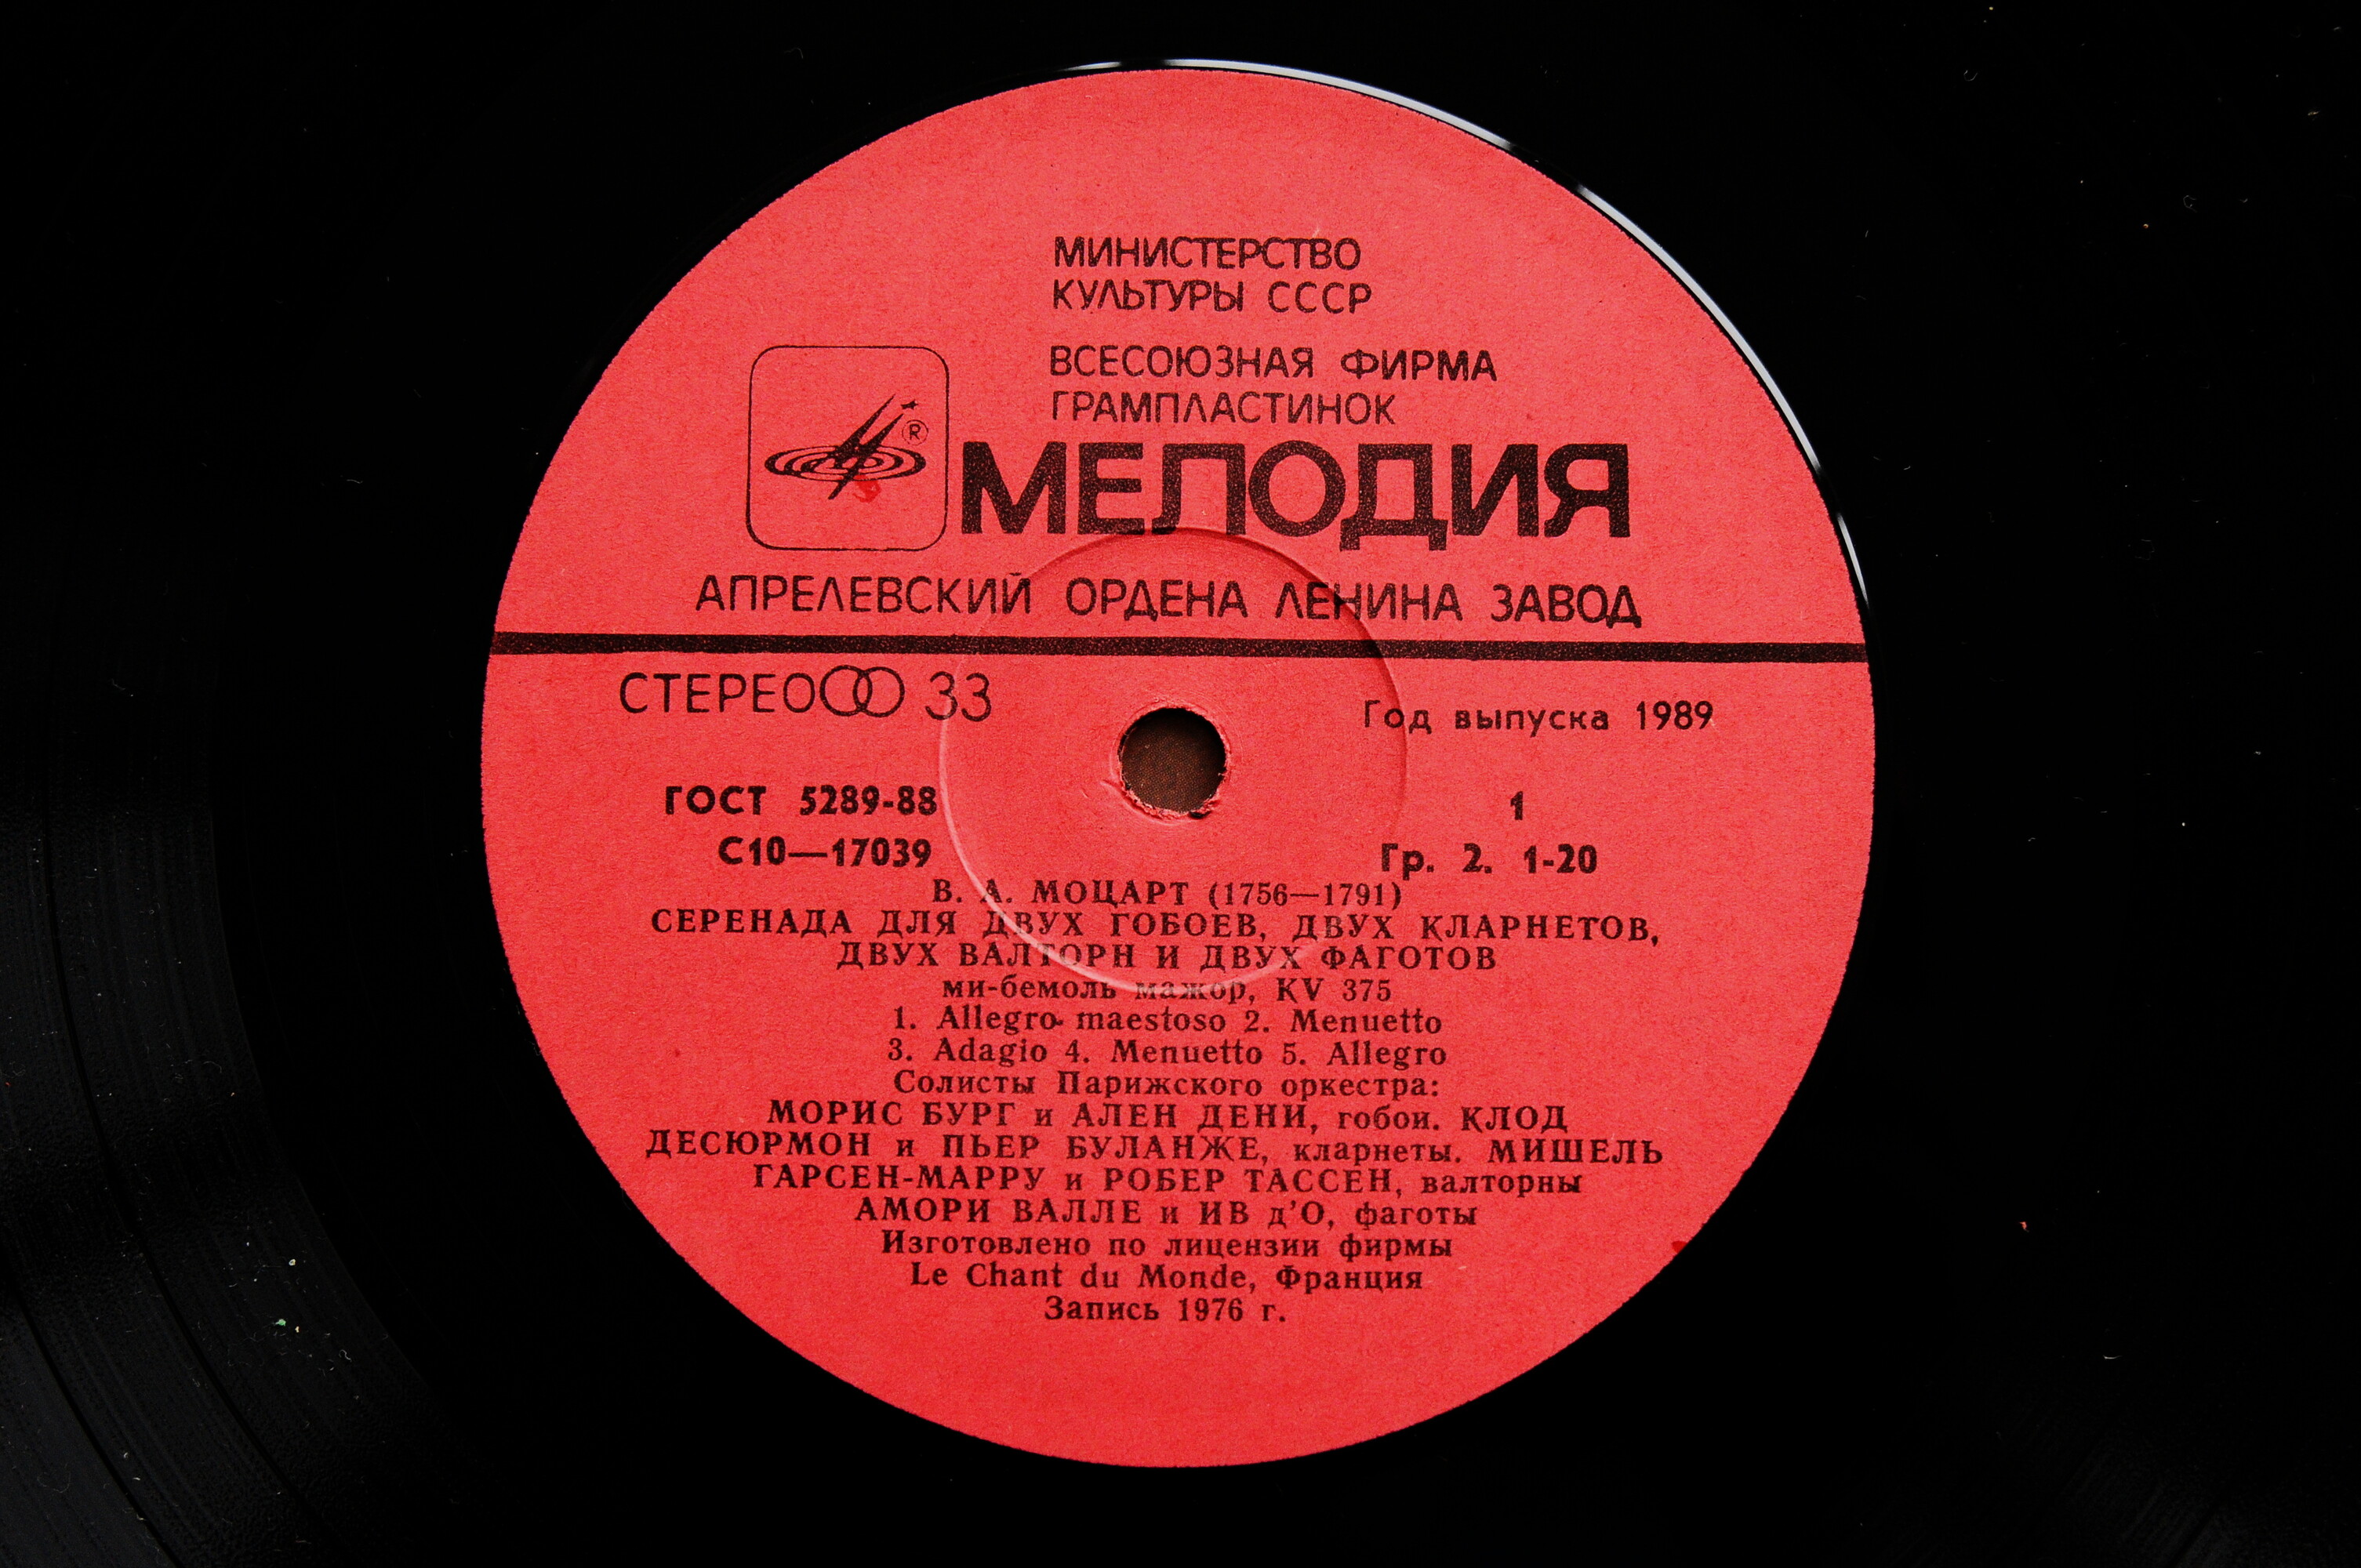 МИНИСТЕРСТВО
КУЛЬТУРЫ СССР
ВСЕСОЮЗНАЯ ФИРМА
ГРАМПЛАСТИНОК
®
МЕЛОДИЯ
АПРЕЛЕВСКИЙ ОРДЕНА ЛЕНИНА ЗАВОД
СТЕРЕО 33
Год выпуска 1989
ГОСТ 5289-88
1
С10—17039
Гр. 2. 1-20
В. А. МОЦАРТ (1756—1791)
СЕРЕНАДА ДЛЯ ДВУХ ГОБОЕВ, ДВУХ КЛАРНЕТОВ,
ДВУХ ВАЛТОРН И ДВУХ ФАГОТОВ
ми-бемоль мажор, KV 375
1. Allegro maestoso 2. Menuetto
3. Adagio 4. Menuetto 5. Allegro
Солисты Парижского оркестра:
МОРИС БУРГ и АЛЕН ДЕНИ, гобои. КЛОД
ДЕСЮРМОН и ПЬЕР БУЛАНЖЕ, кларнеты. МИШЕЛЬ
ГАРСЕН-МАРРУ и РОБЕР ТАССЕН, валторны
АМОРИ ВАЛЛЕ и ИВ д'О, фаготы
Изготовлено по лицензии фирмы
Le Chant du Monde, Франция
Запись 1976 г.